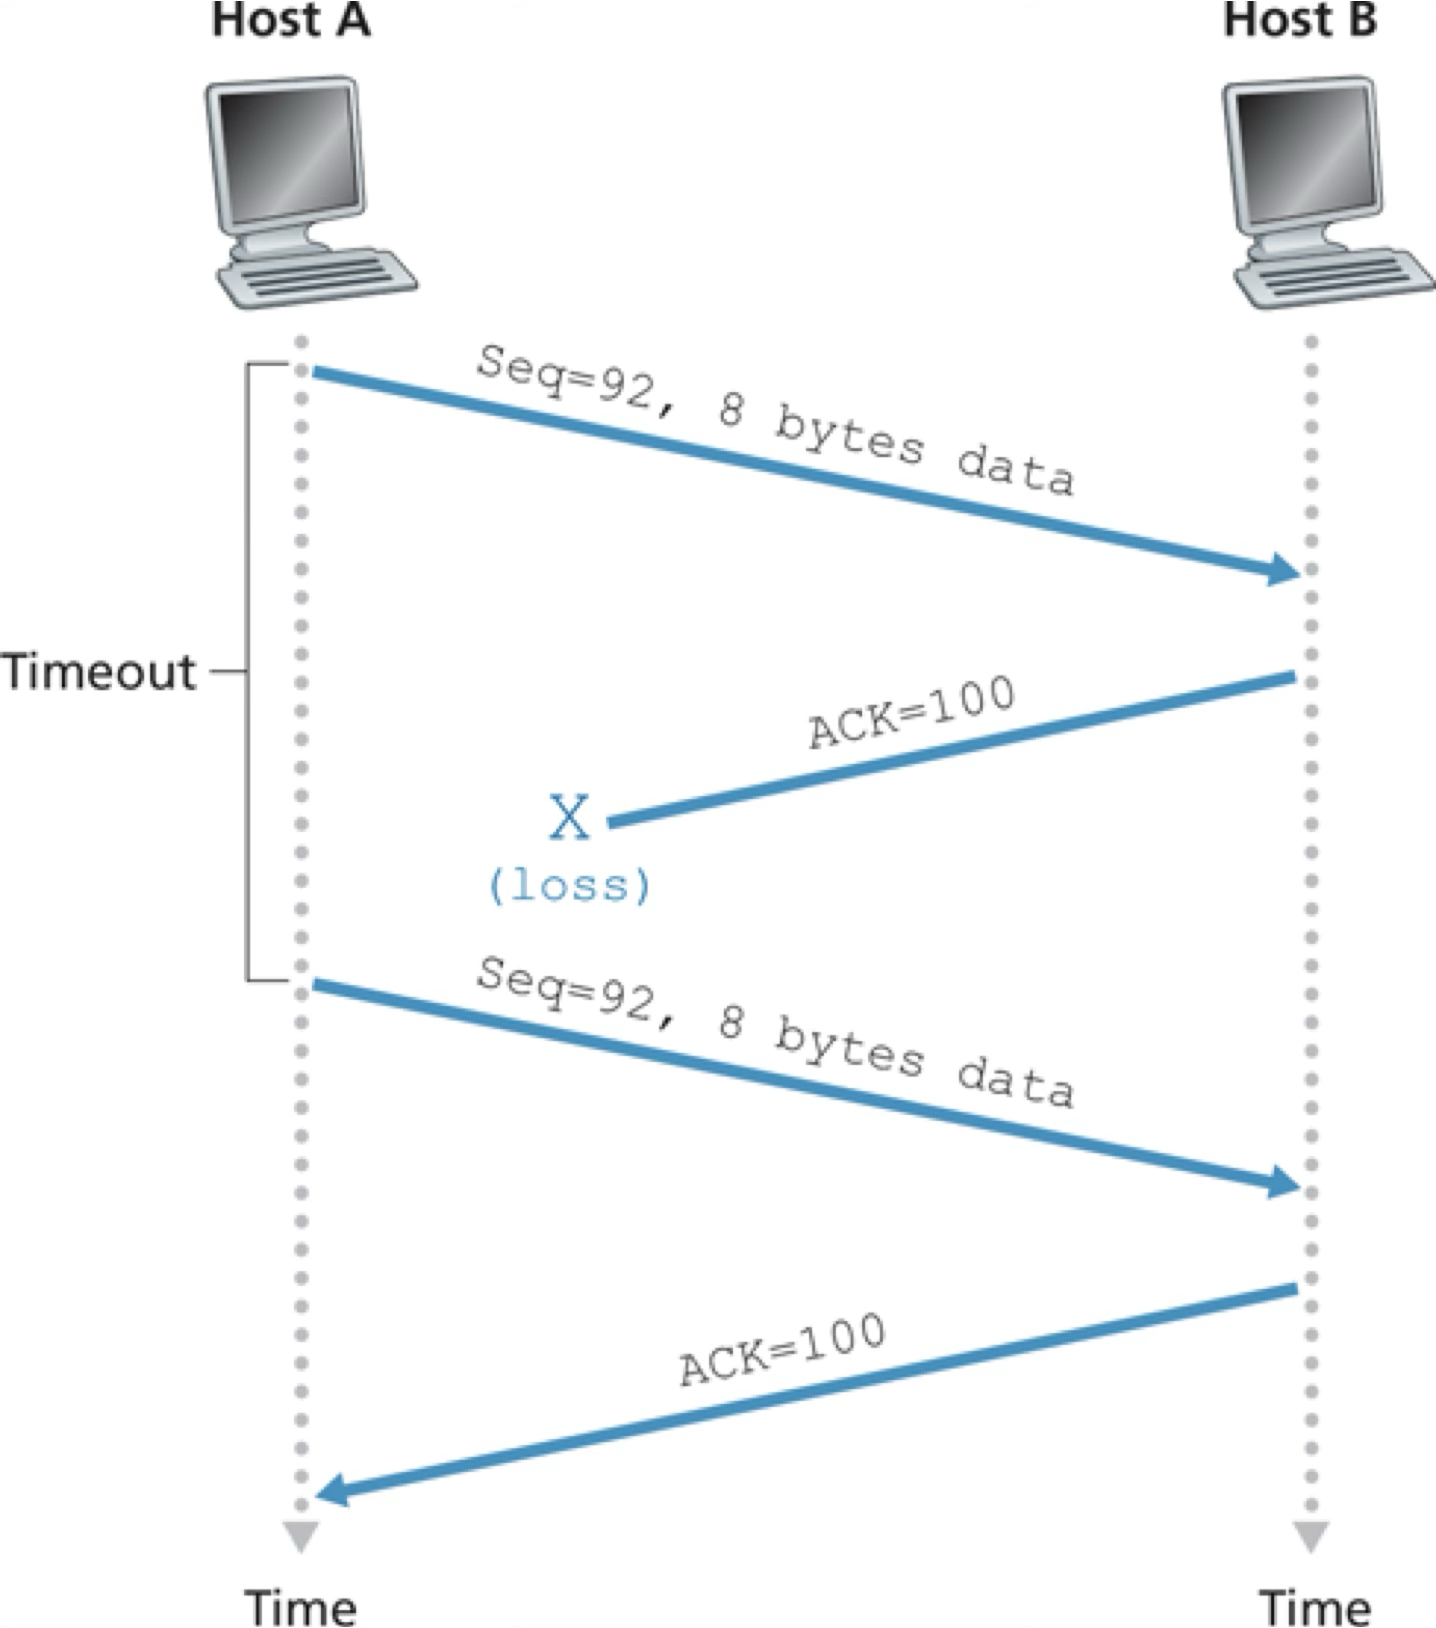 Host A
Host B
Seq=92, 8 bytes data
Timeout
ACK=100
X
(loss)
Seq=92, 8 bytes data
ACK=100
Time
Time